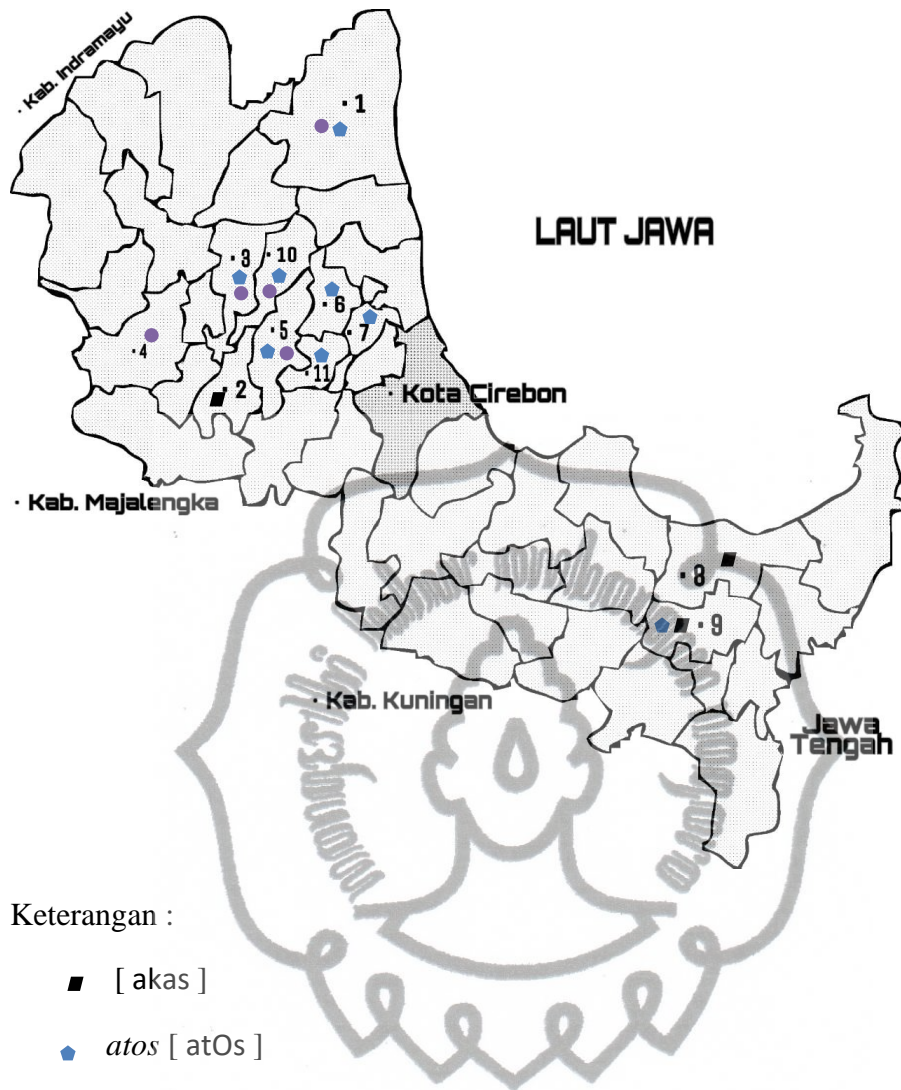 · Kab. Indramayu
· 1
LAUT JAWA
· 3
· 10
· 6
· 5
· 7
· 4
· 11
· 2
· Kota Cirebon
· Kab. Majalengka
· 8
· 9
· Kab. Kuningan
Jawa
Tengah
Keterangan :
[ akas ]
atos [ atOs ]